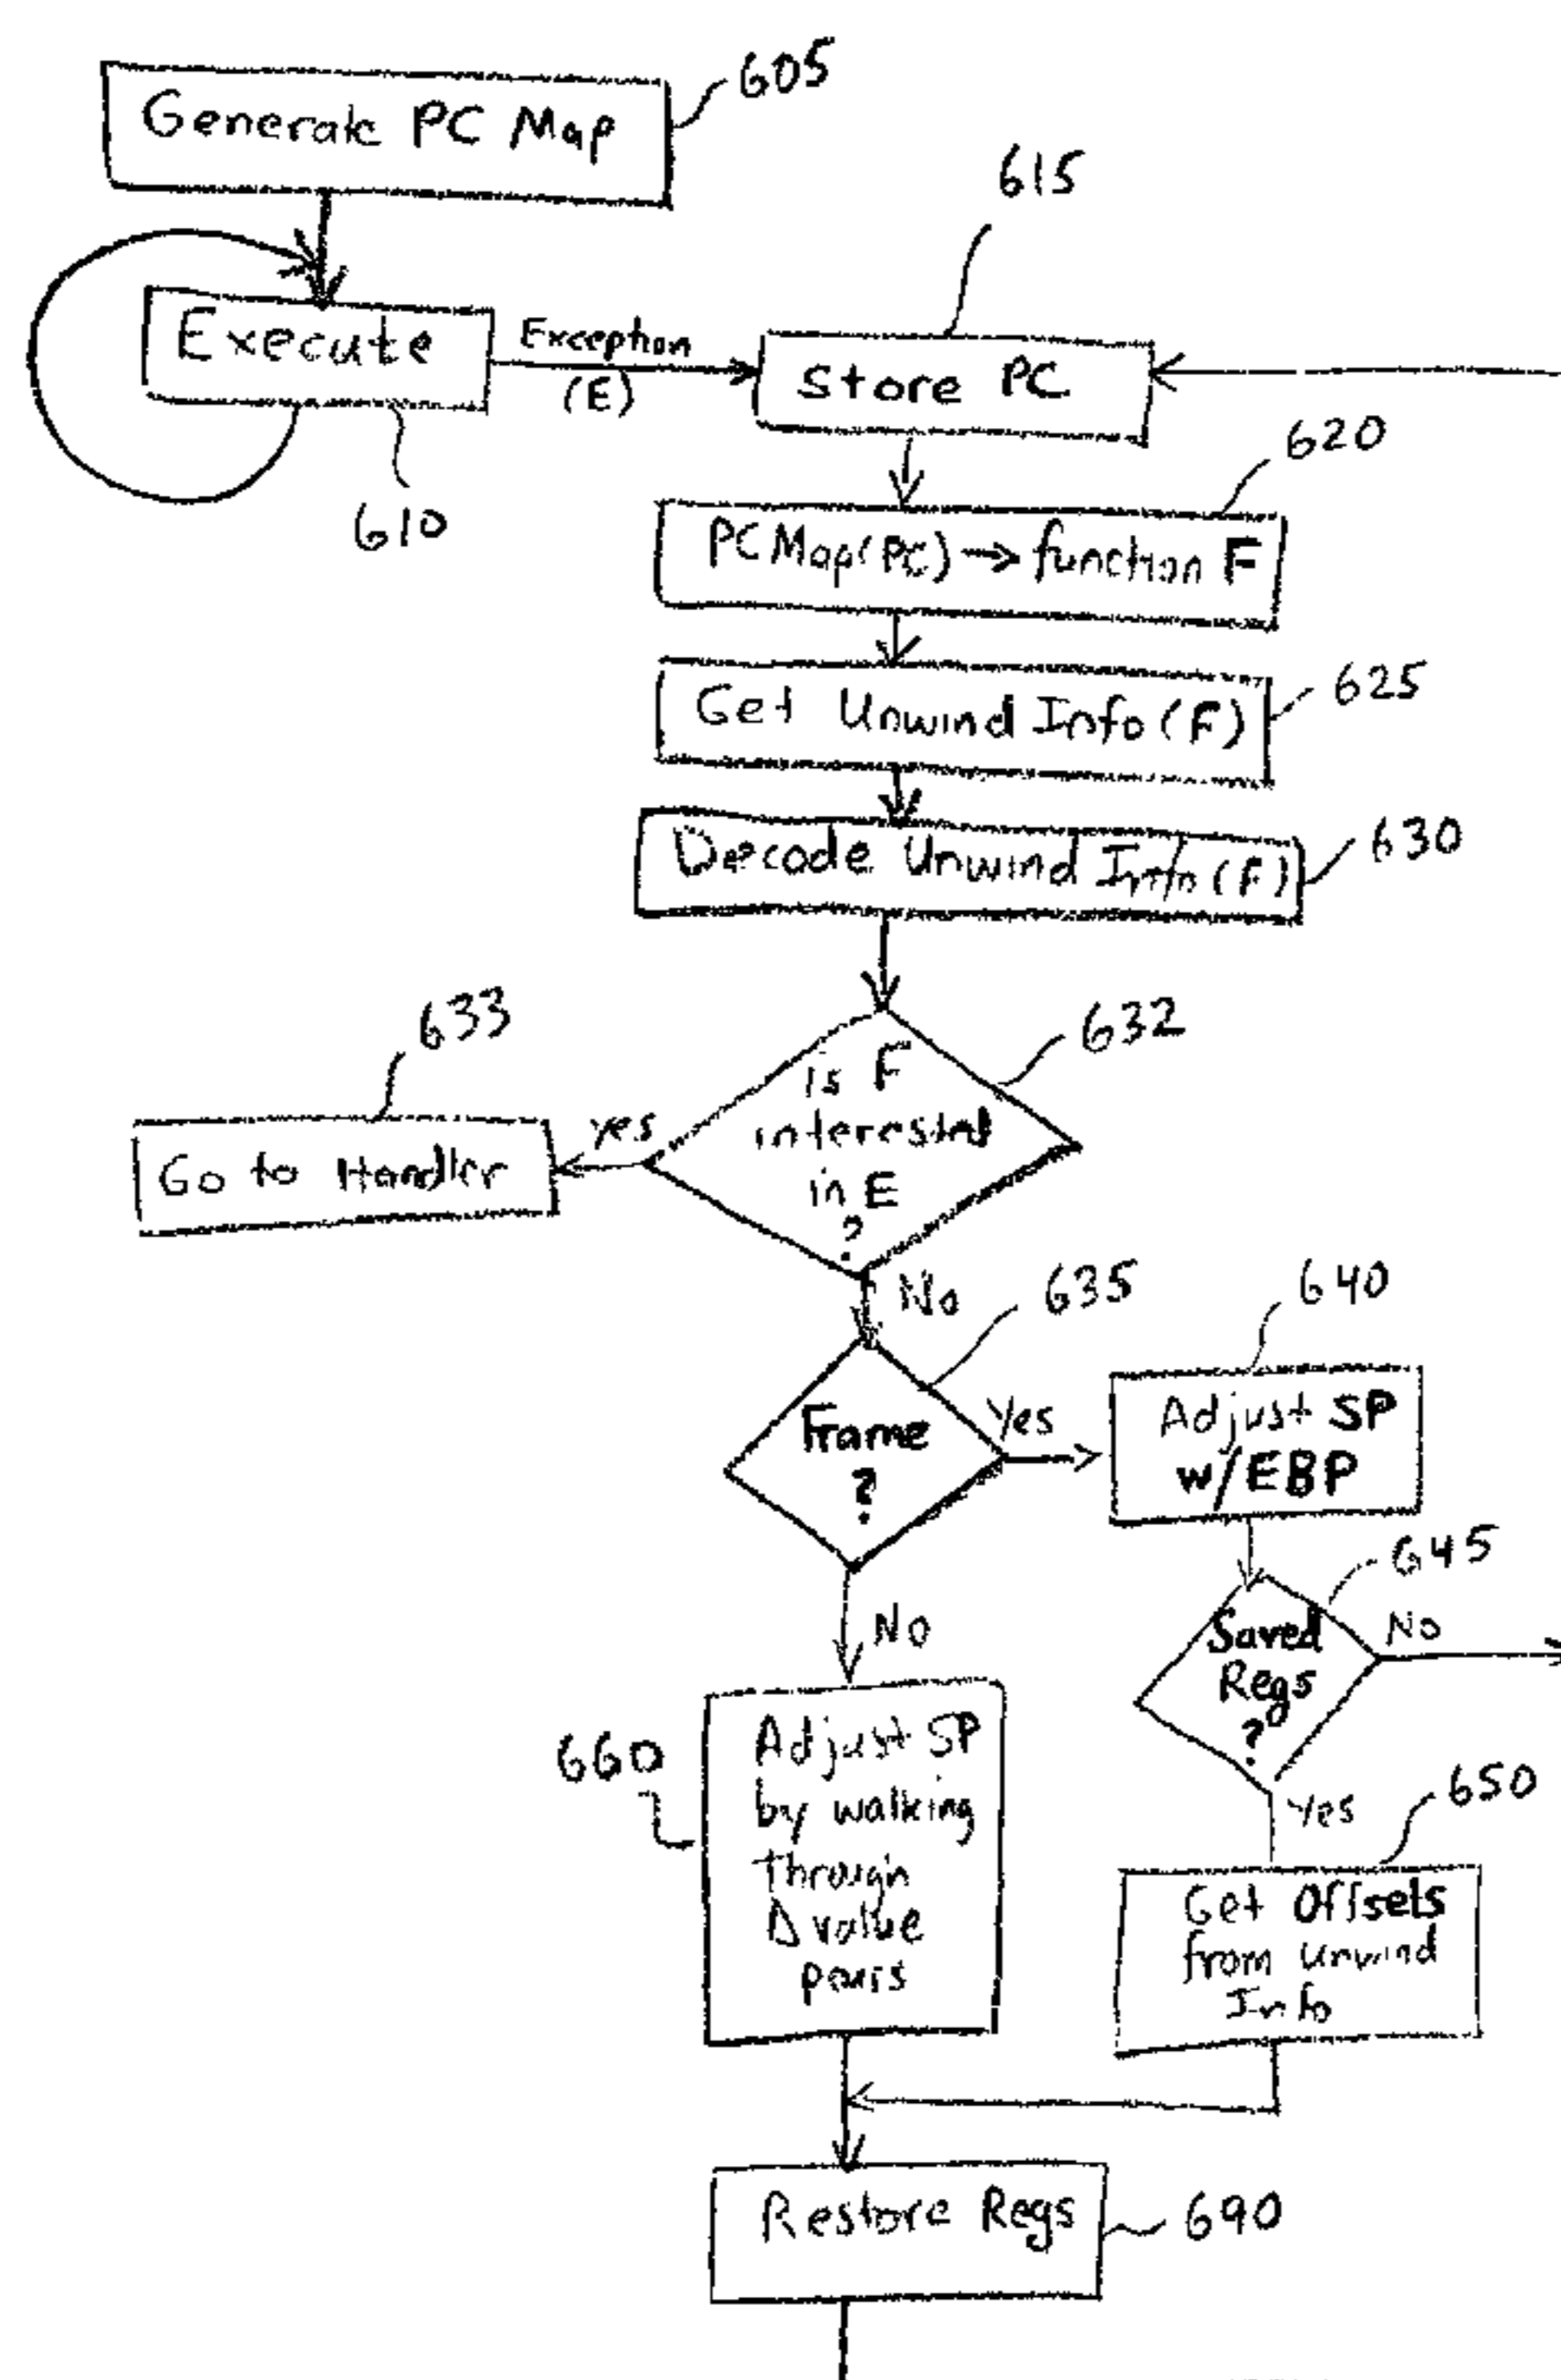 605
Generate PC Map
615
Execute
Exception
(E)
Store PC
610
620
PCMap(PC) → function F
625
Get Unwind Info (F)
630
Decode Unwind Info (F)
633
632
is F
interested
in E
?
yes
Go to Handler
No
635
640
Frame
?
Yes
Adjust SP
w/EBP
645
No
Saved
Regs
?
No
Yes
650
660
Adjust SP
by walking
through
Δ value
pairs
Get Offsets
from unwind
Info
Restore Regs
690